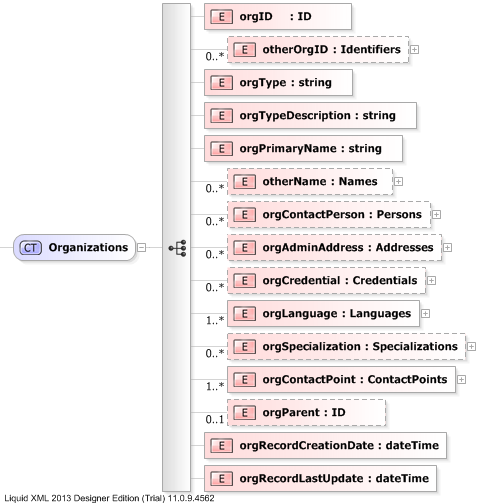 E orgID : ID
0..* E otherOrgID : Identifiers
E orgType : string
E orgTypeDescription : string
E orgPrimaryName : string
0..* E otherName : Names
0..* E orgContactPerson : Persons
CT Organizations
0..* E orgAdminAddress : Addresses
0..* E orgCredential : Credentials
1..* E orgLanguage : Languages
0..* E orgSpecialization : Specializations
1..* E orgContactPoint : ContactPoints
0..1 E orgParent : ID
E orgRecordCreationDate : dateTime
E orgRecordLastUpdate : dateTime
Liquid XML 2013 Designer Edition (Trial) 11.0.9.4562